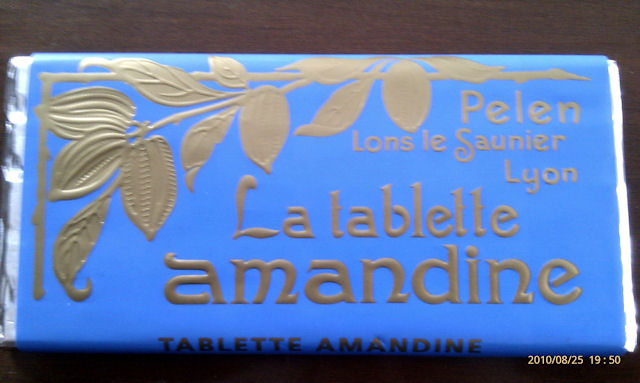 Pelen
Lons le Saunier
Lyon
La tablette
amandine
TABLETTE AMANDINE
2010/08/25 19:50